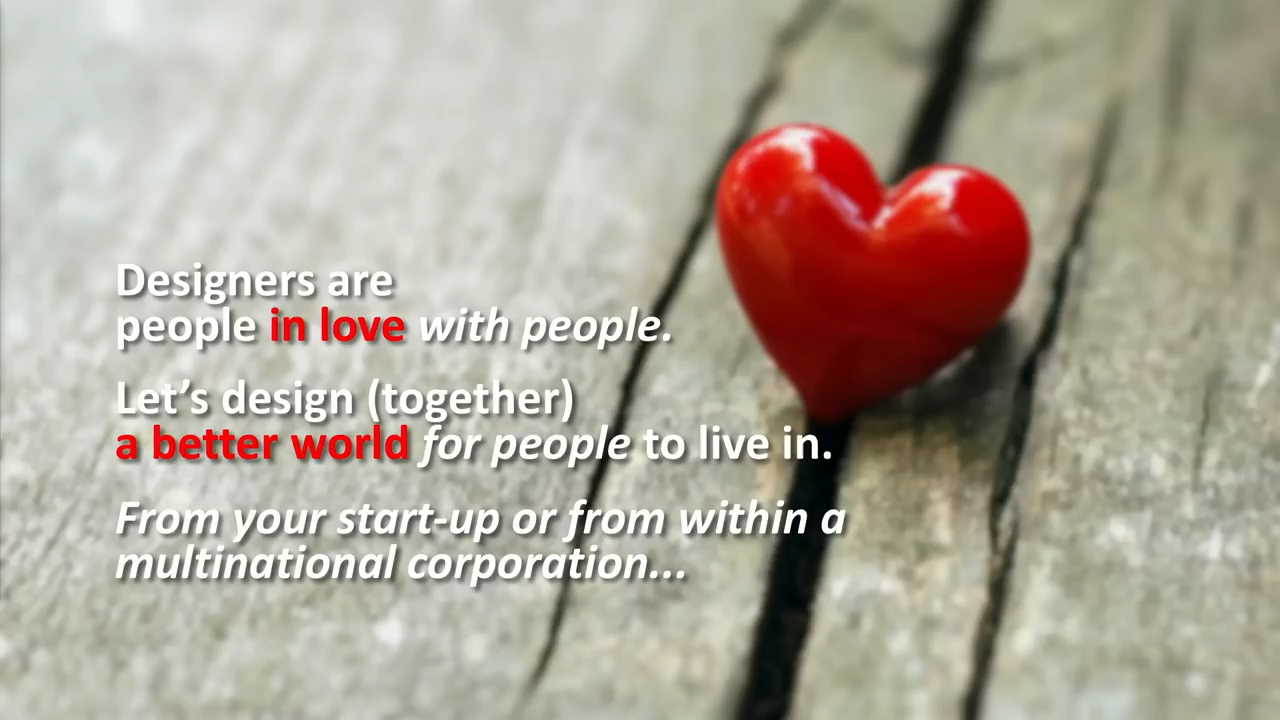 Designers are
people in love with people.
Let's design (together)
a better world for people to live in.
From your start-up or from within a
multinational corporation...